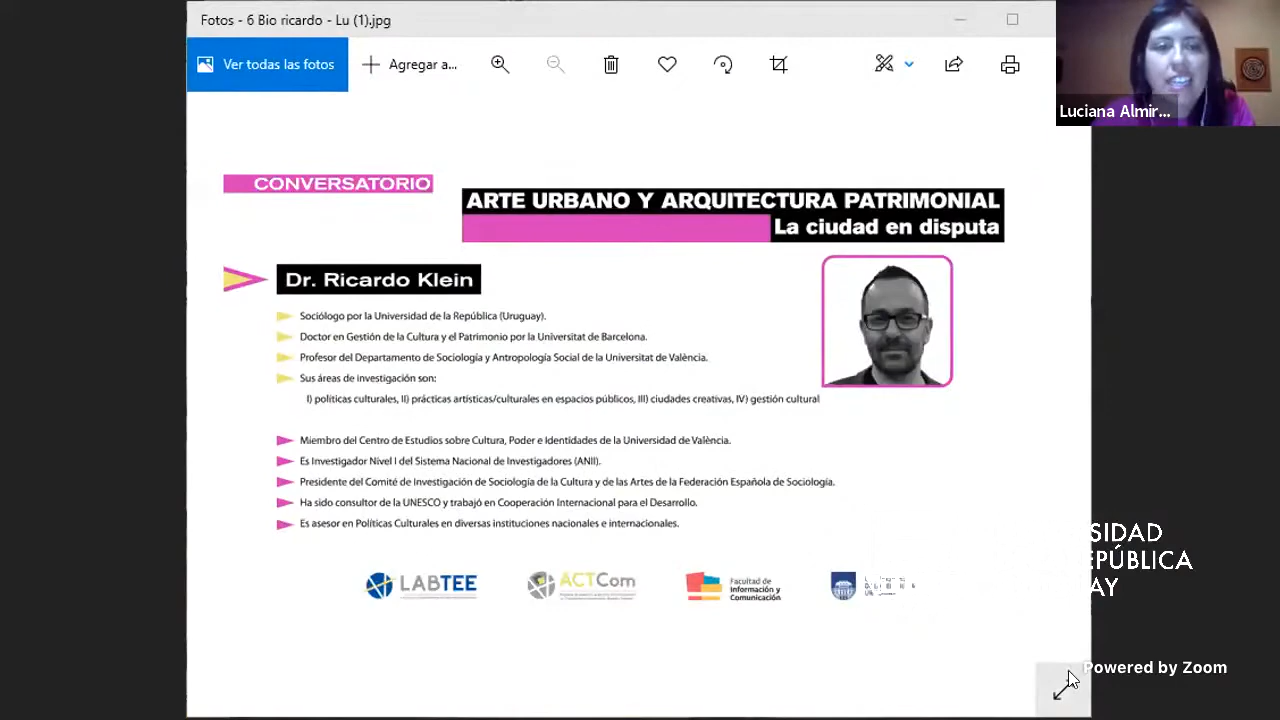 Fotos - 6 Bio ricardo - Lu (1).jpg
Ver todas las fotos
Agregar a...
Luciana Almir...
CONVERSATORIO
ARTE URBANO Y ARQUITECTURA PATRIMONIAL
La ciudad en disputa
Dr. Ricardo Klein
Sociólogo por la Universidad de la República (Uruguay).
Doctor en Gestión de la Cultura y el Patrimonio por la Universitat de Barcelona.
Profesor del Departamento de Sociología y Antropología Social de la Universitat de València.
Sus áreas de investigación son:
I) políticas culturales, II) prácticas artísticas/culturales en espacios públicos, III) ciudades creativas, IV) gestión cultural
Miembro del Centro de Estudios sobre Cultura, Poder e Identidades de la Universidad de València.
Es Investigador Nivel I del Sistema Nacional de Investigadores (ANII).
Presidente del Comité de Investigación de Sociología de la Cultura y de las Artes de la Federación Española de Sociología.
Ha sido consultor de la UNESCO y trabajó en Cooperación Internacional para el Desarrollo.
Es asesor en Políticas Culturales en diversas instituciones nacionales e internacionales.
LABTEE
ACTCom
Facultad de
Información y
Comunicación
SIDAD
EPÚBLICA
AY
Powered by Zoom